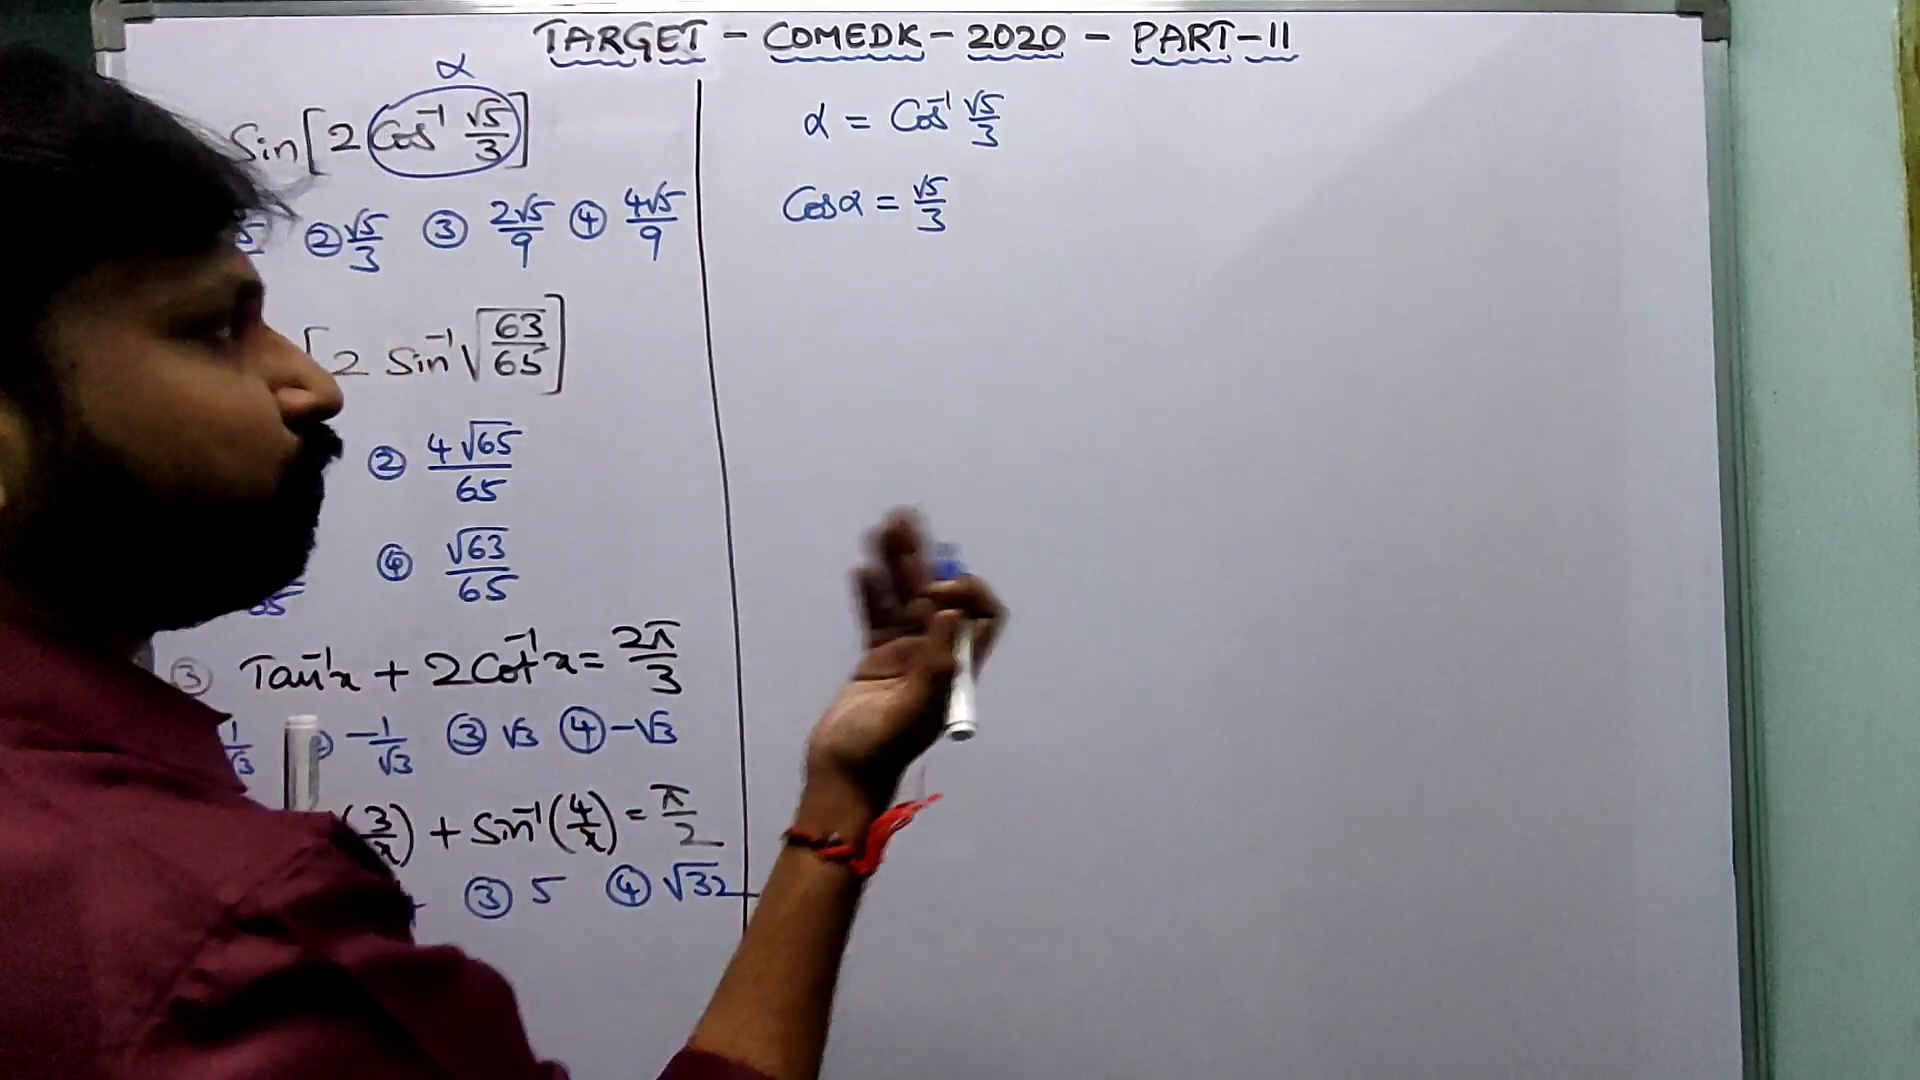 TARGET - COMEDK - 2020 - PART-11
α
Sin[2 Cos⁻¹ √5/3]
② √5/3 ③ 2√5/9 ④ 4√5/9
[2 Sin⁻¹ √(63/65)]
② 4√65/65
④ √63/65
65
③ Tan⁻¹x + 2Cot⁻¹x = 2π/3
1/√3 -1/√3 ③ √3 ④ -√3
(3/x) + Sin⁻¹(4/x) = π/2
③ 5 ④ √32
α = Cos⁻¹ √5/3
Cosα = √5/3